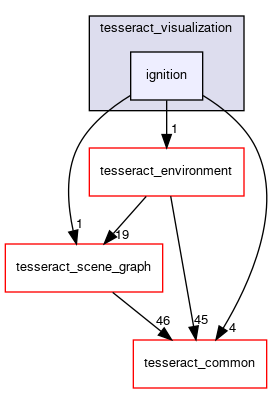 tesseract_visualization
ignition
1
tesseract_environment
1
19
tesseract_scene_graph
46
45
4
tesseract_common